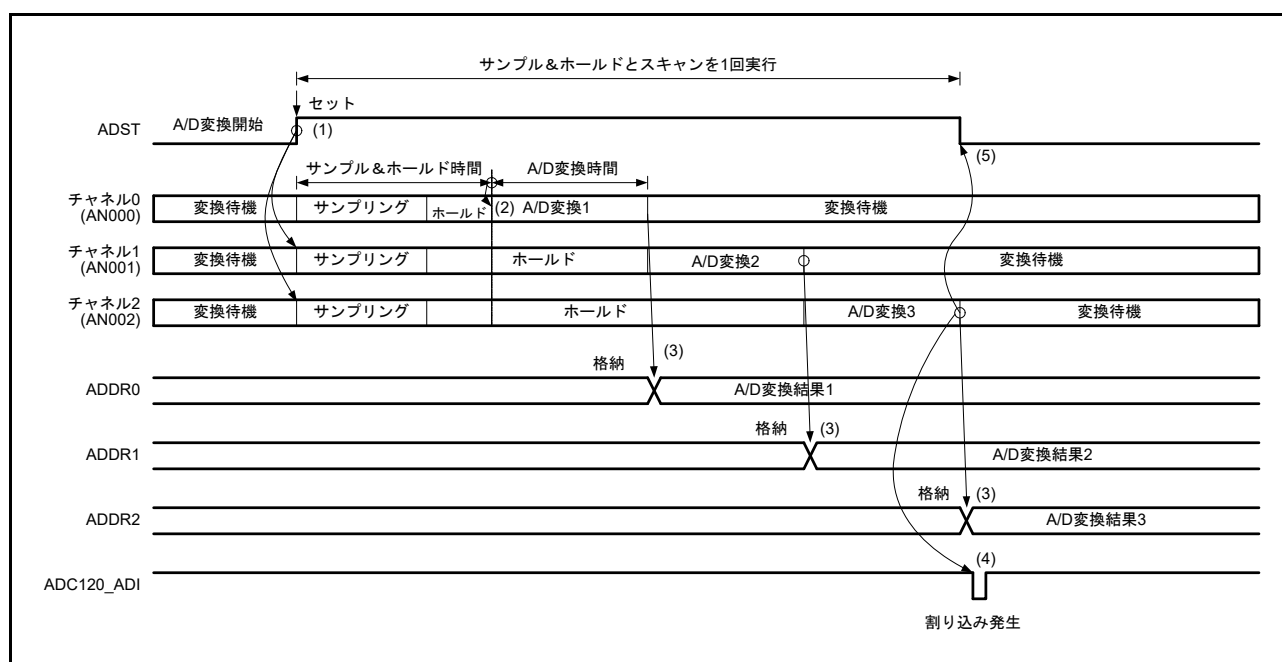 サンプル＆ホールドとスキャンを1回実行
セット
ADST
A/D変換開始
(1)
(5)
サンプル＆ホールド時間
A/D変換時間
チャネル0
(AN000)
変換待機
サンプリング
ホールド
(2)
A/D変換1
変換待機
チャネル1
(AN001)
変換待機
サンプリング
ホールド
A/D変換2
変換待機
チャネル2
(AN002)
変換待機
サンプリング
ホールド
A/D変換3
変換待機
格納
(3)
ADDR0
A/D変換結果1
格納
(3)
ADDR1
A/D変換結果2
格納
(3)
ADDR2
A/D変換結果3
(4)
ADC120_ADI
割り込み発生